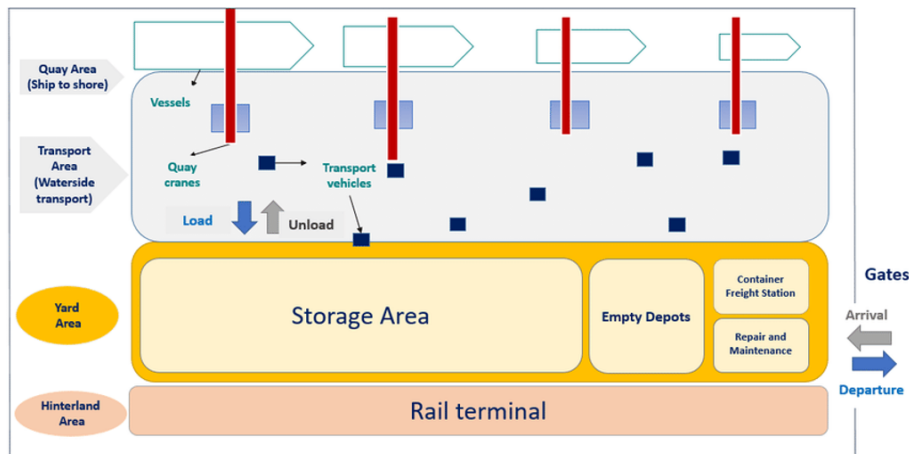 Quay Area
(Ship to shore)
Vessels
Transport
Area
(Waterside
transport)
Quay
cranes
Transport
vehicles
Load
Unload
Yard
Area
Storage Area
Empty Depots
Container
Freight Station
Repair and
Maintenance
Gates
Arrival
Departure
Hinterland
Area
Rail terminal